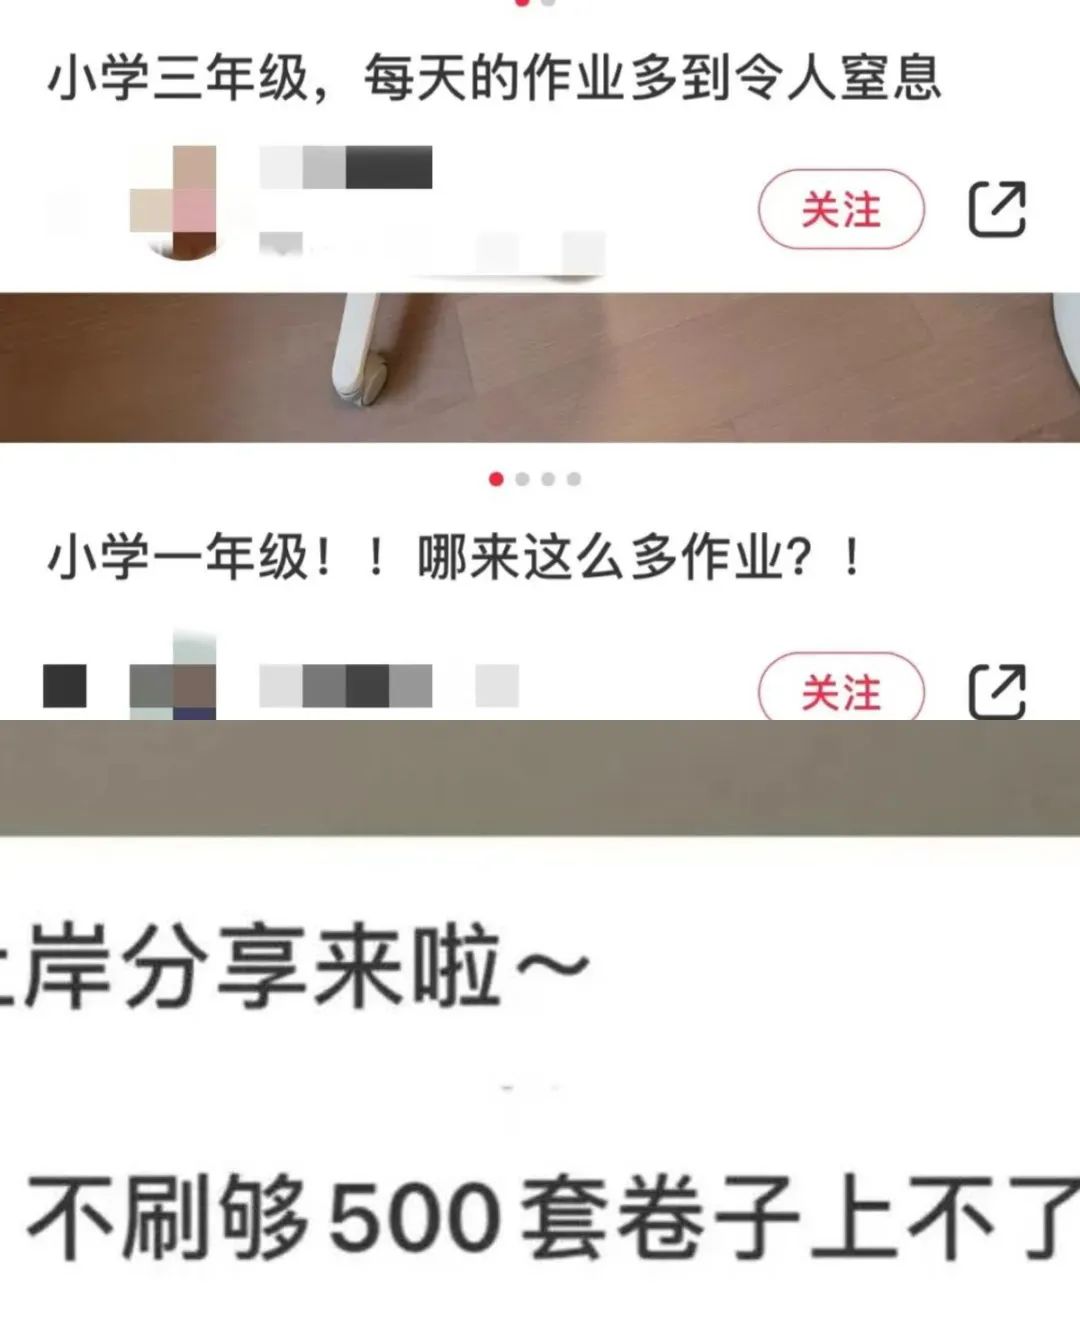 小学三年级，每天的作业多到令人窒息
关注
小学一年级！！哪来这么多作业？！
关注
上岸分享来啦～
不刷够500套卷子上不了